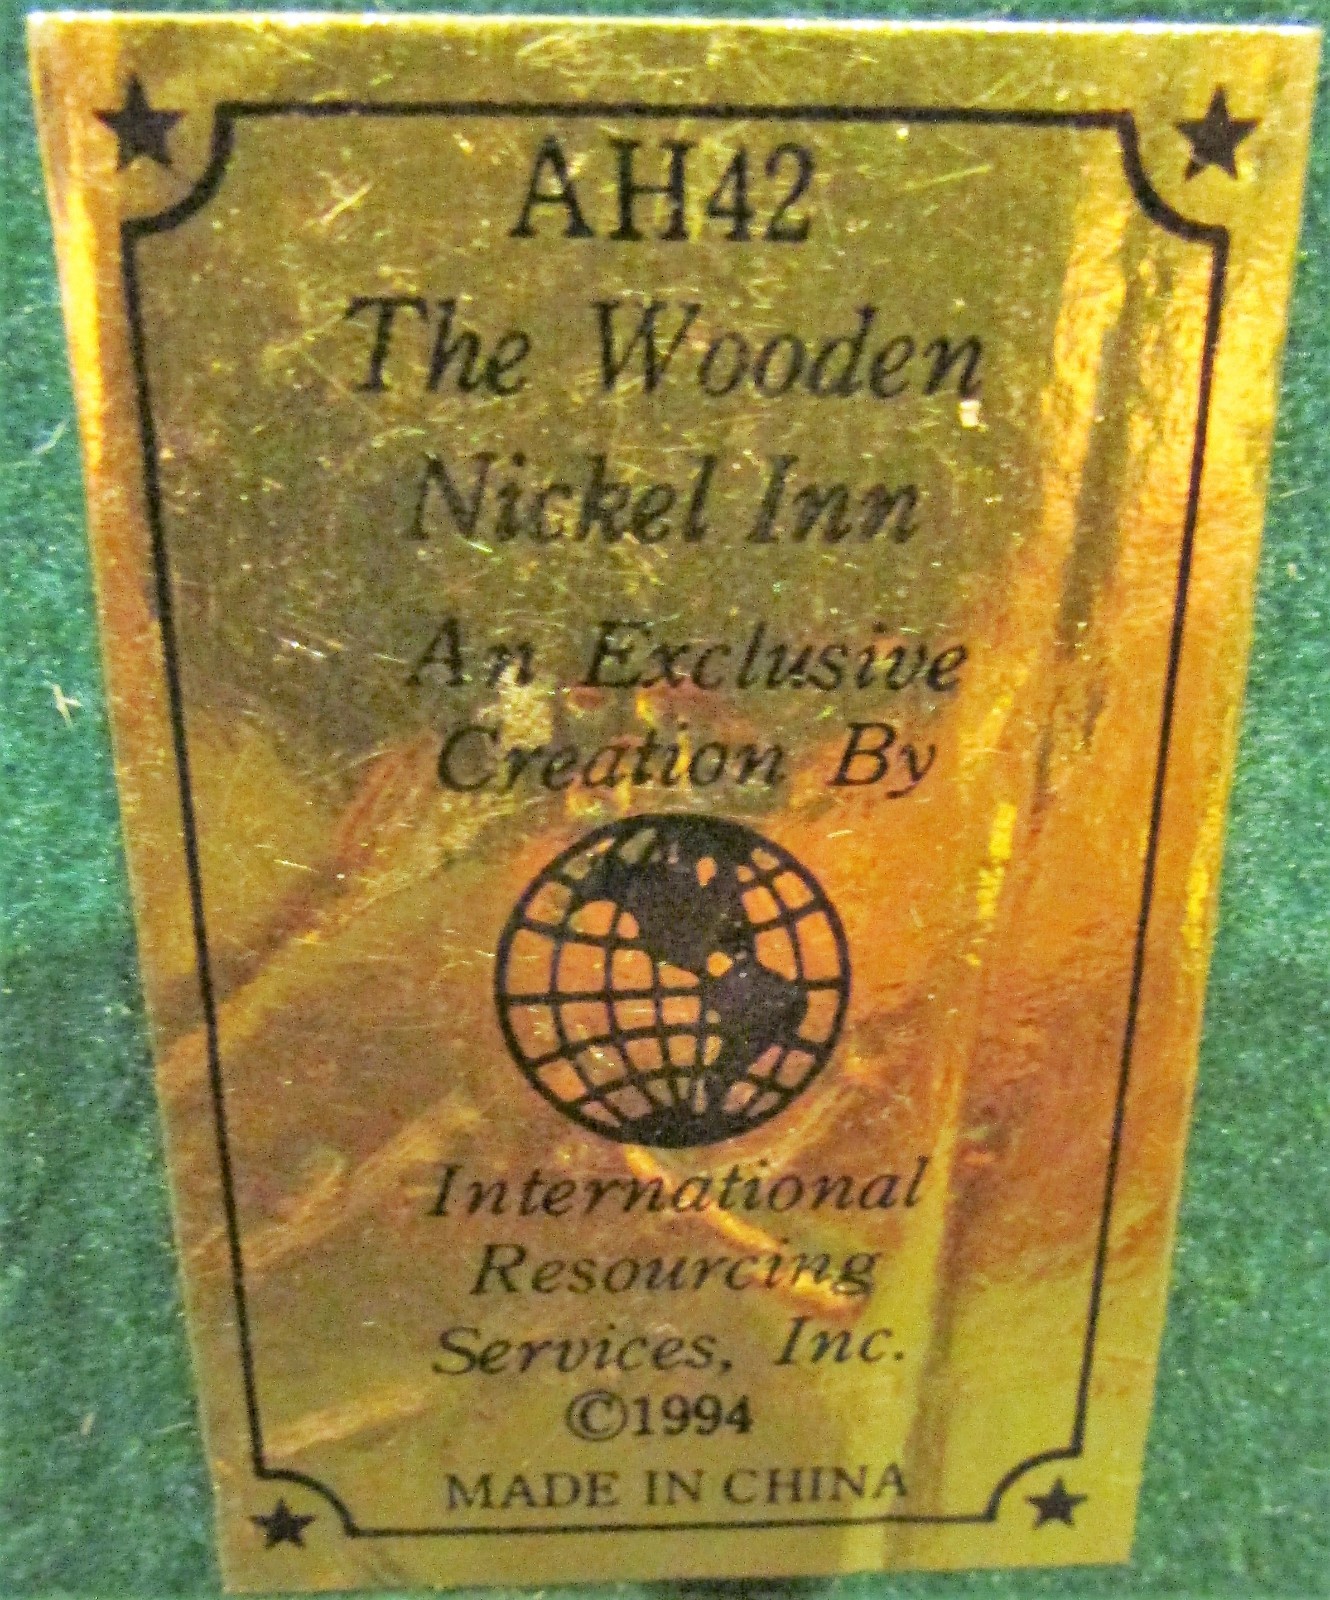 AH42
The Wooden
Nickel Inn
An Exclusive
Creation By
International
Resourcing
Services, Inc.
©1994
MADE IN CHINA